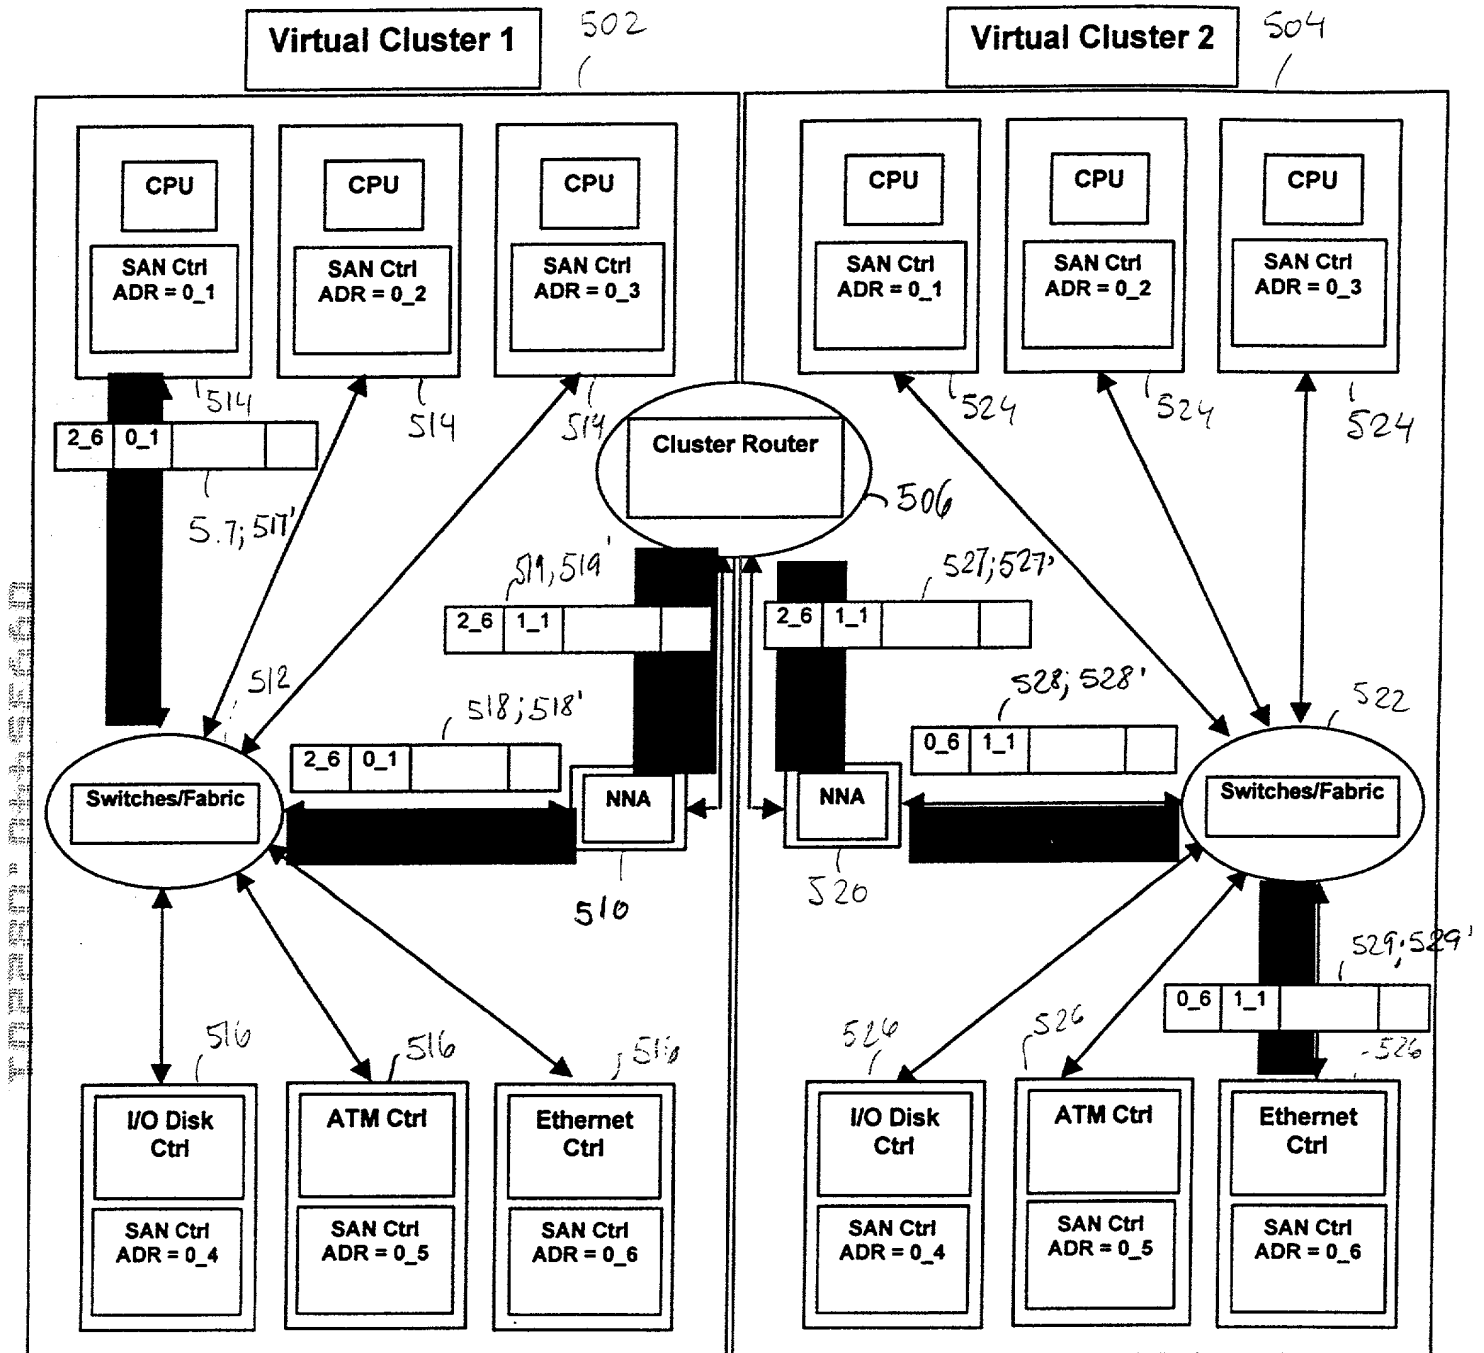 Virtual Cluster 1
502
Virtual Cluster 2
504
CPU
CPU
CPU
CPU
CPU
CPU
SAN Ctrl
ADR = 0_1
SAN Ctrl
ADR = 0_2
SAN Ctrl
ADR = 0_3
SAN Ctrl
ADR = 0_1
SAN Ctrl
ADR = 0_2
SAN Ctrl
ADR = 0_3
514
514
514
524
524
524
2_6 0_1
5.7; 517'
Cluster Router
506
519, 519'
2_6 1_1
527; 527'
2_6 1_1
512
518; 518'
2_6 0_1
528; 528'
0_6 1_1
522
Switches/Fabric
NNA
NNA
Switches/Fabric
510
520
529; 529'
0_6 1_1
516
516
516
526
526
526
I/O Disk
Ctrl
ATM Ctrl
Ethernet
Ctrl
I/O Disk
Ctrl
ATM Ctrl
Ethernet
Ctrl
SAN Ctrl
ADR = 0_4
SAN Ctrl
ADR = 0_5
SAN Ctrl
ADR = 0_6
SAN Ctrl
ADR = 0_4
SAN Ctrl
ADR = 0_5
SAN Ctrl
ADR = 0_6